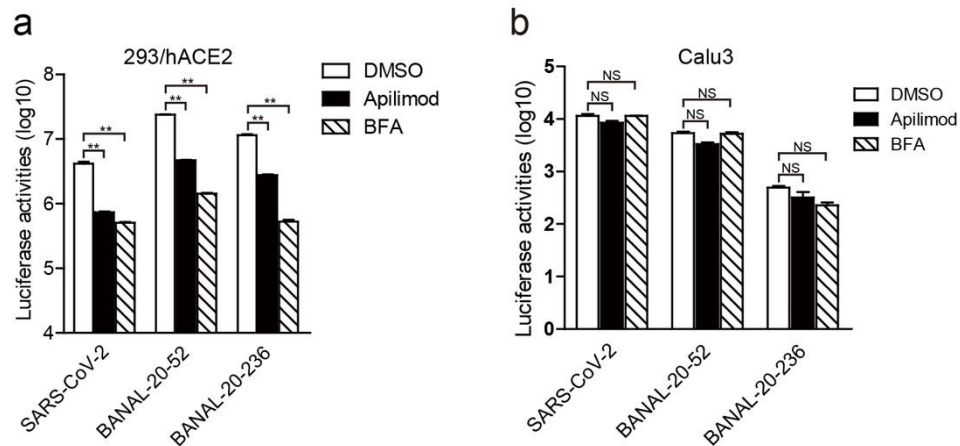 a
293/hACE2
Luciferase activities (log10)
8
7
6
5
4
**
**
**
**
**
**
SARS-CoV-2
BANAL-20-52
BANAL-20-236
DMSO
Apilimod
BFA
b
Calu3
Luciferase activities (log10)
5
4
3
2
1
0
NS
NS
NS
NS
NS
NS
SARS-CoV-2
BANAL-20-52
BANAL-20-236
DMSO
Apilimod
BFA